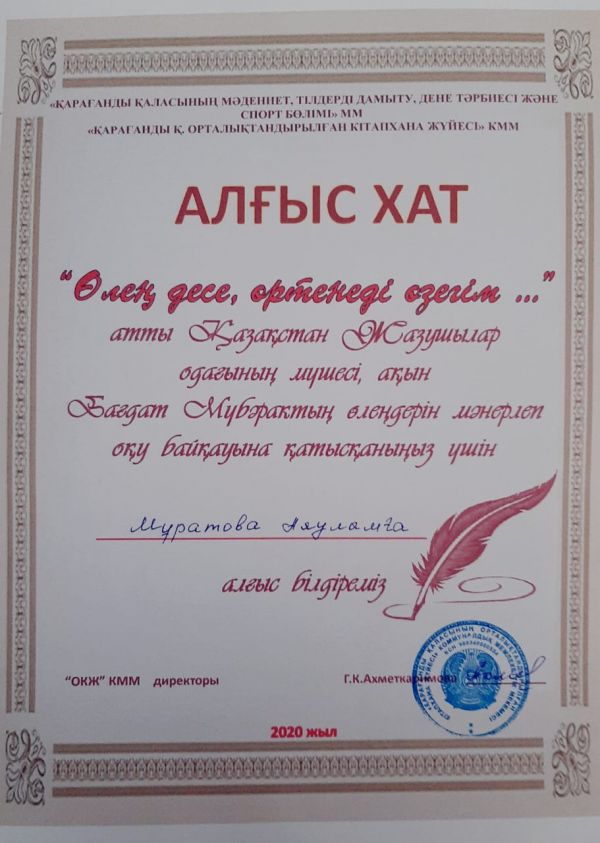 «ҚАРАҒАНДЫ ҚАЛАСЫНЫҢ МӘДЕНИЕТ, ТІЛДЕРДІ ДАМЫТУ, ДЕНЕ ТӘРБИЕСІ ЖӘНЕ
СПОРТ БӨЛІМІ» ММ
«ҚАРАҒАНДЫ Қ. ОРТАЛЫҚТАНДЫРЫЛҒАН КІТАПХАНА ЖҮЙЕСІ» КММ
АЛҒЫС ХАТ
“Өлең десе, өртенеді өзегім ...”
атты Қазақстан Жазушылар
одағының мүшесі, ақын
Бағдат Мүбәрактың өлеңдерін мәнерлеп
оқу байқауына қатысқаныңыз үшін
Мұратова Аяуламға
алғыс білдіреміз
“ОКЖ” КММ директоры
Г.К.Ахметкаримова
2020 жыл